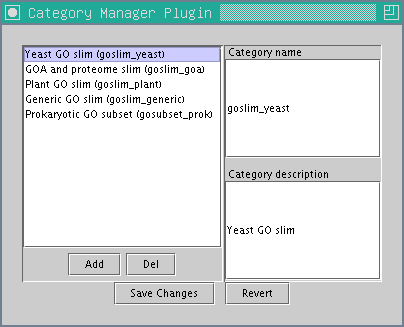 Category Manager Plugin
Yeast GO slim (goslim_yeast)
GOA and proteome slim (goslim_goa)
Plant GO slim (goslim_plant)
Generic GO slim (goslim_generic)
Prokaryotic GO subset (gosubset_prok)
Add Del
Category name
goslim_yeast
Category description
Yeast GO slim
Save Changes Revert